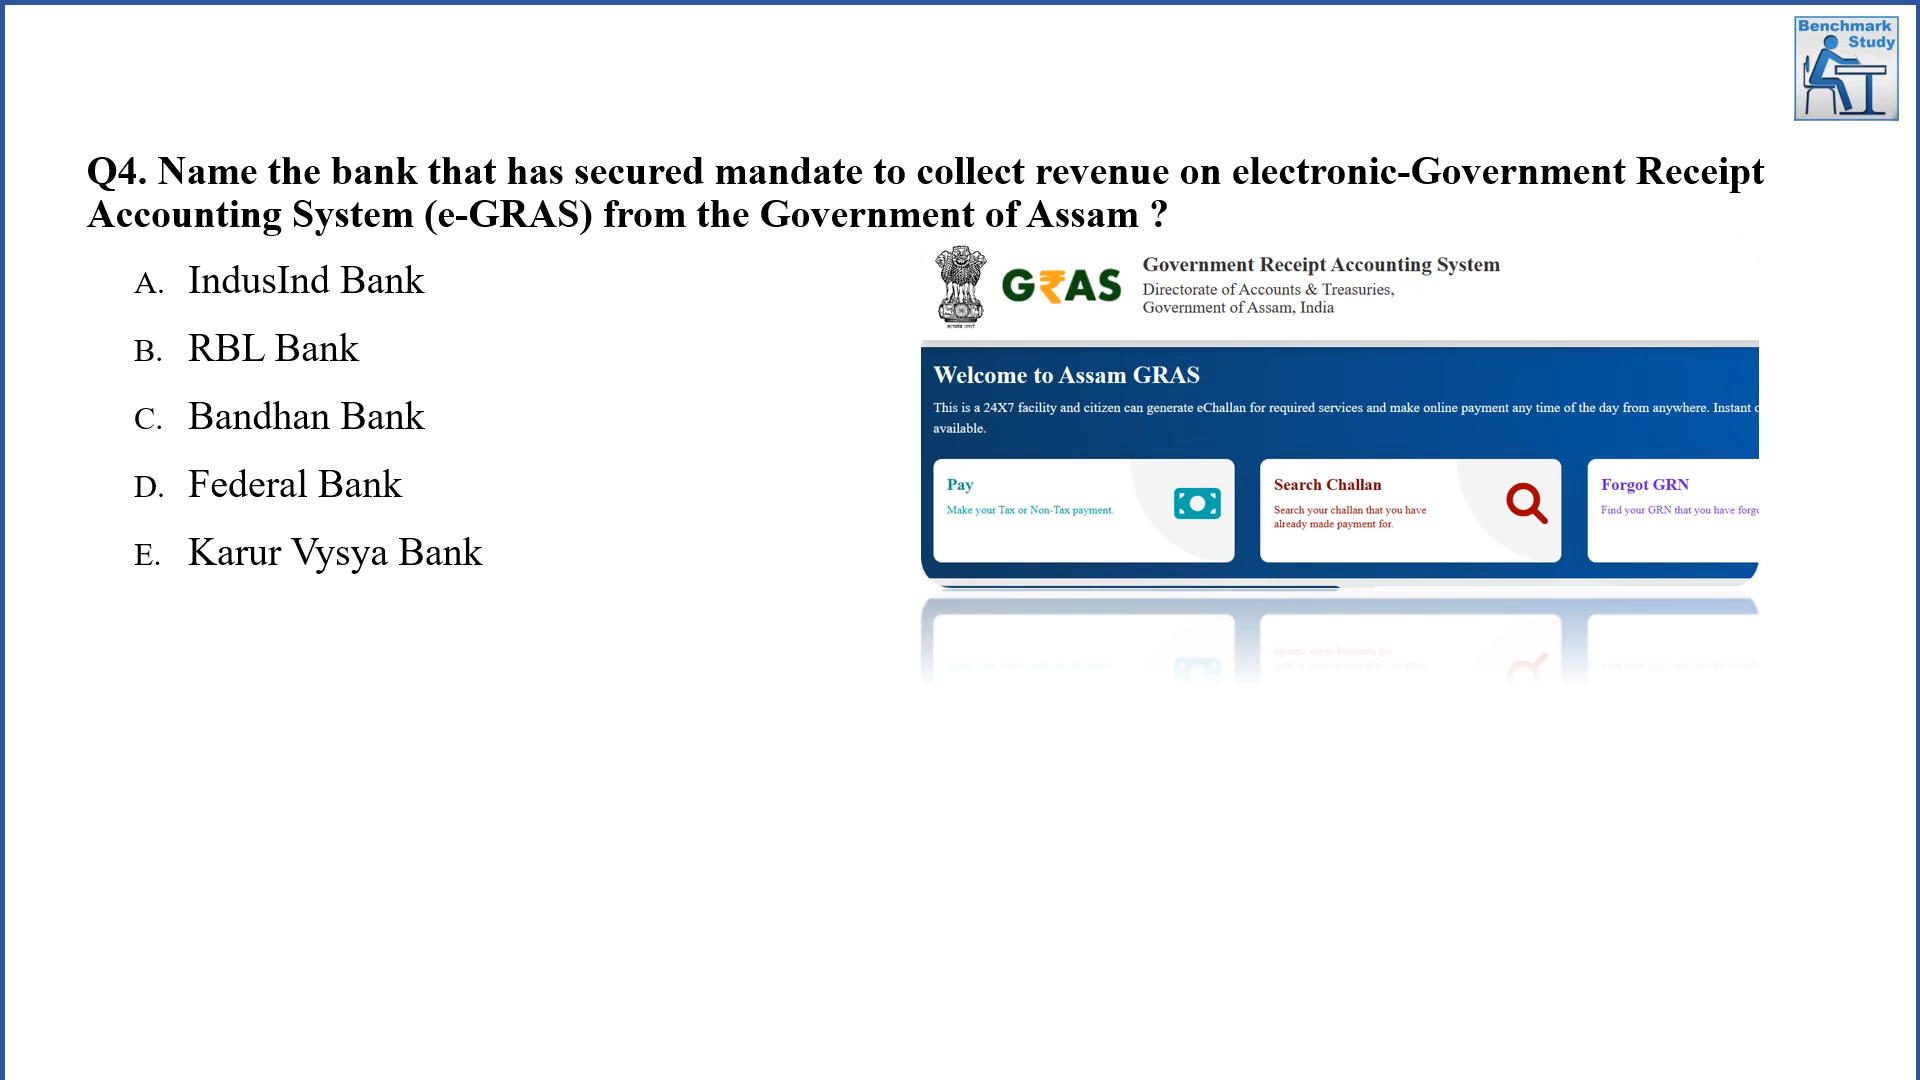 Benchmark
Study
Q4. Name the bank that has secured mandate to collect revenue on electronic-Government Receipt
Accounting System (e-GRAS) from the Government of Assam ?
A. IndusInd Bank
B. RBL Bank
C. Bandhan Bank
D. Federal Bank
E. Karur Vysya Bank
G₹AS
Government Receipt Accounting System
Directorate of Accounts & Treasuries,
Government of Assam, India
Welcome to Assam GRAS
This is a 24X7 facility and citizen can generate eChallan for required services and make online payment any time of the day from anywhere. Instant
available.
Pay
Make your Tax or Non-Tax payment.
Search Challan
Search your challan that you have
already made payment for.
Forgot GRN
Find your GRN that you have